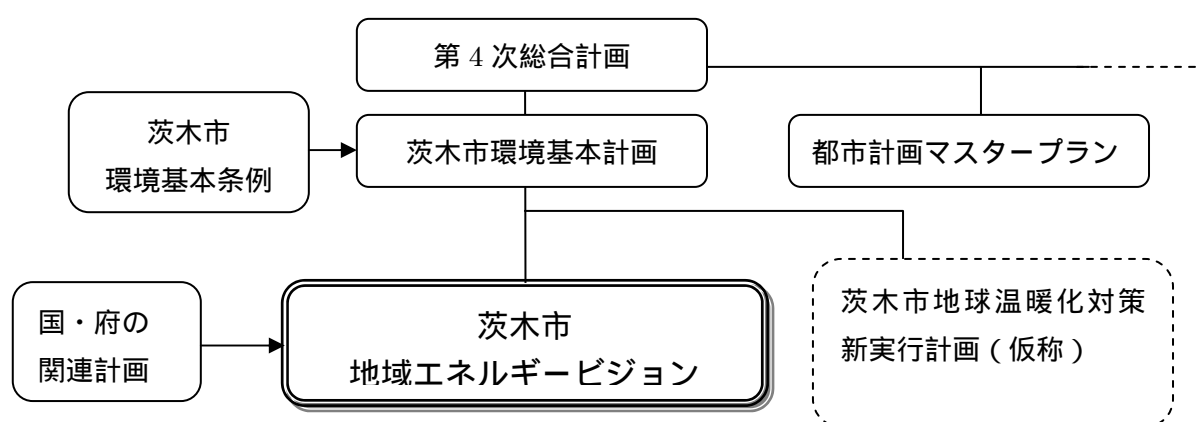 第 4 次総合計画
茨木市
環境基本条例
茨木市環境基本計画
都市計画マスタープラン
国・府の
関連計画
茨木市
地域エネルギービジョン
茨木市地球温暖化対策
新実行計画（仮称）